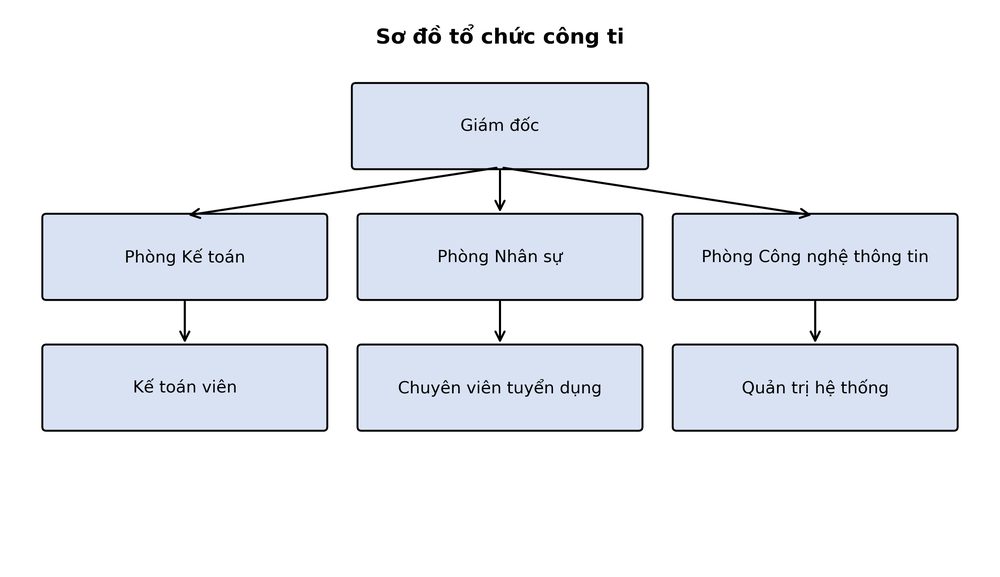 Sơ đồ tổ chức công ti
Giám đốc
Phòng Kế toán
Phòng Nhân sự
Phòng Công nghệ thông tin
Kế toán viên
Chuyên viên tuyển dụng
Quản trị hệ thống